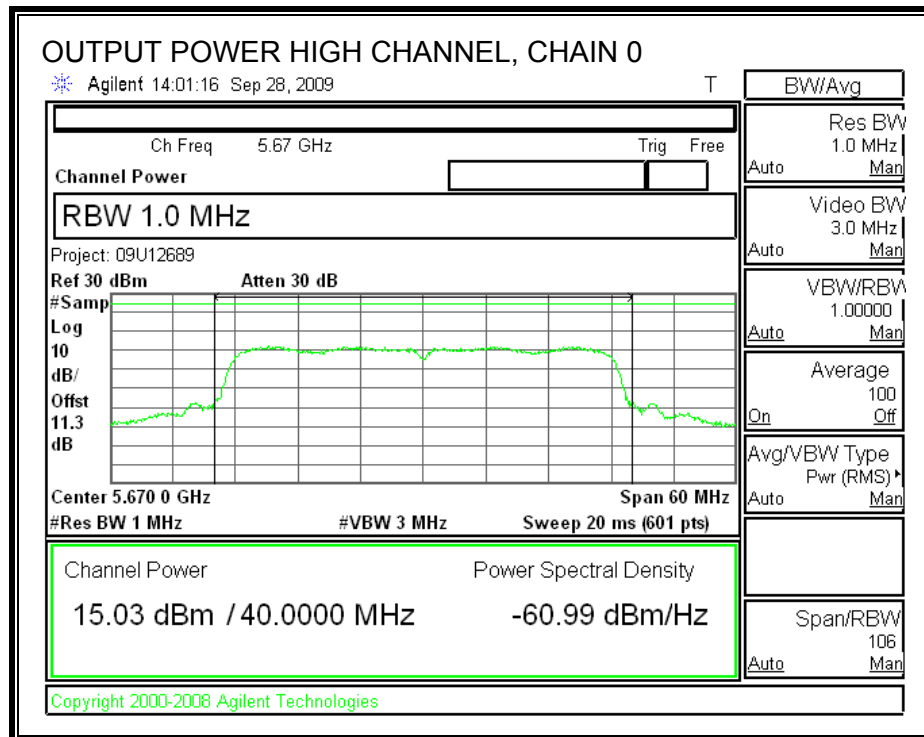 OUTPUT POWER HIGH CHANNEL, CHAIN 0
Agilent 14:01:16 Sep 28, 2009 T
BW/Avg
Ch Freq 5.67 GHz Trig Free
Channel Power
RBW 1.0 MHz
Project: 09U12689
Ref 30 dBm Atten 30 dB
#Samp
Log
10
dB/
Offst
11.3
dB
Center 5.670 0 GHz Span 60 MHz
#Res BW 1 MHz #VBW 3 MHz Sweep 20 ms (601 pts)
Channel Power Power Spectral Density
15.03 dBm / 40.0000 MHz -60.99 dBm/Hz
Res BW
1.0 MHz
Auto Man
Video BW
3.0 MHz
Auto Man
VBW/RBW
1.00000
Auto Man
Average
100
On Off
Avg/VBW Type
Pwr (RMS)
Auto Man
Span/RBW
106
Auto Man
Copyright 2000-2008 Agilent Technologies